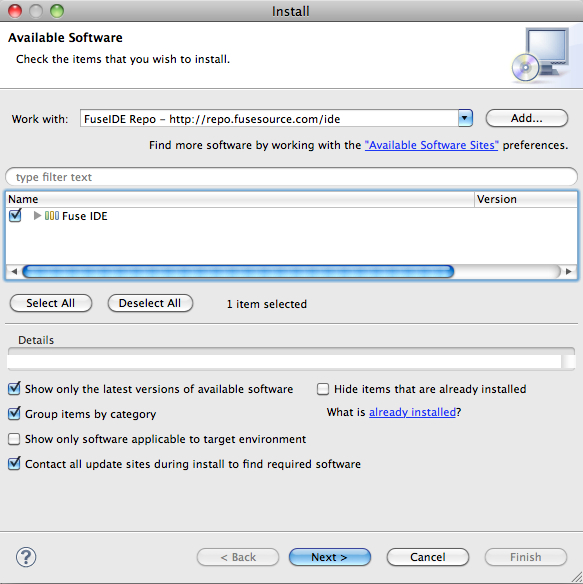 Install
Available Software
Check the items that you wish to install.
Work with: FuseIDE Repo – http://repo.fusesource.com/ide Add...
Find more software by working with the "Available Software Sites" preferences.
type filter text
Name Version
Fuse IDE
Select All Deselect All 1 item selected
Details
Show only the latest versions of available software Hide items that are already installed
Group items by category What is already installed?
Show only software applicable to target environment
Contact all update sites during install to find required software
? < Back Next > Cancel Finish